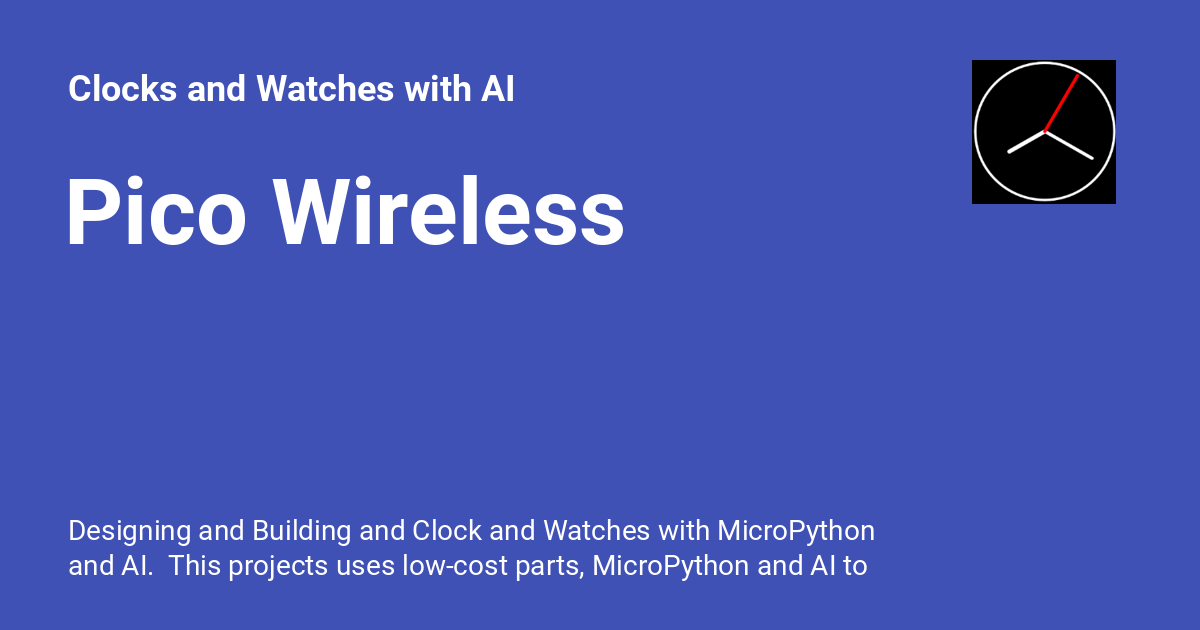 Clocks and Watches with AI
Pico Wireless
Designing and Building and Clock and Watches with MicroPython
and AI.  This projects uses low-cost parts, MicroPython and AI to